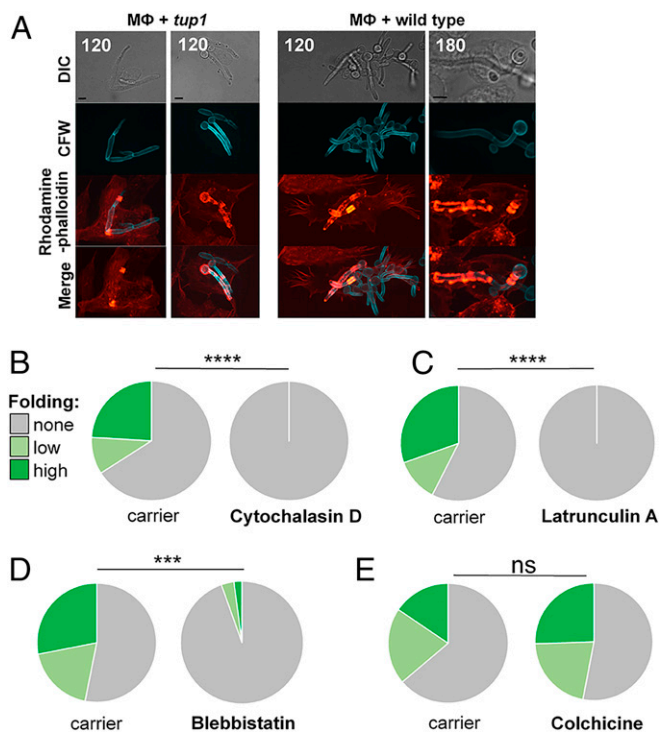 A
MΦ + tup1
MΦ + wild type
120
120
120
180
DIC
CFW
Rhodamine
-phalloidin
Merge
B
****
C
****
Folding:
none
low
high
carrier
Cytochalasin D
carrier
Latrunculin A
D
***
E
ns
carrier
Blebbistatin
carrier
Colchicine